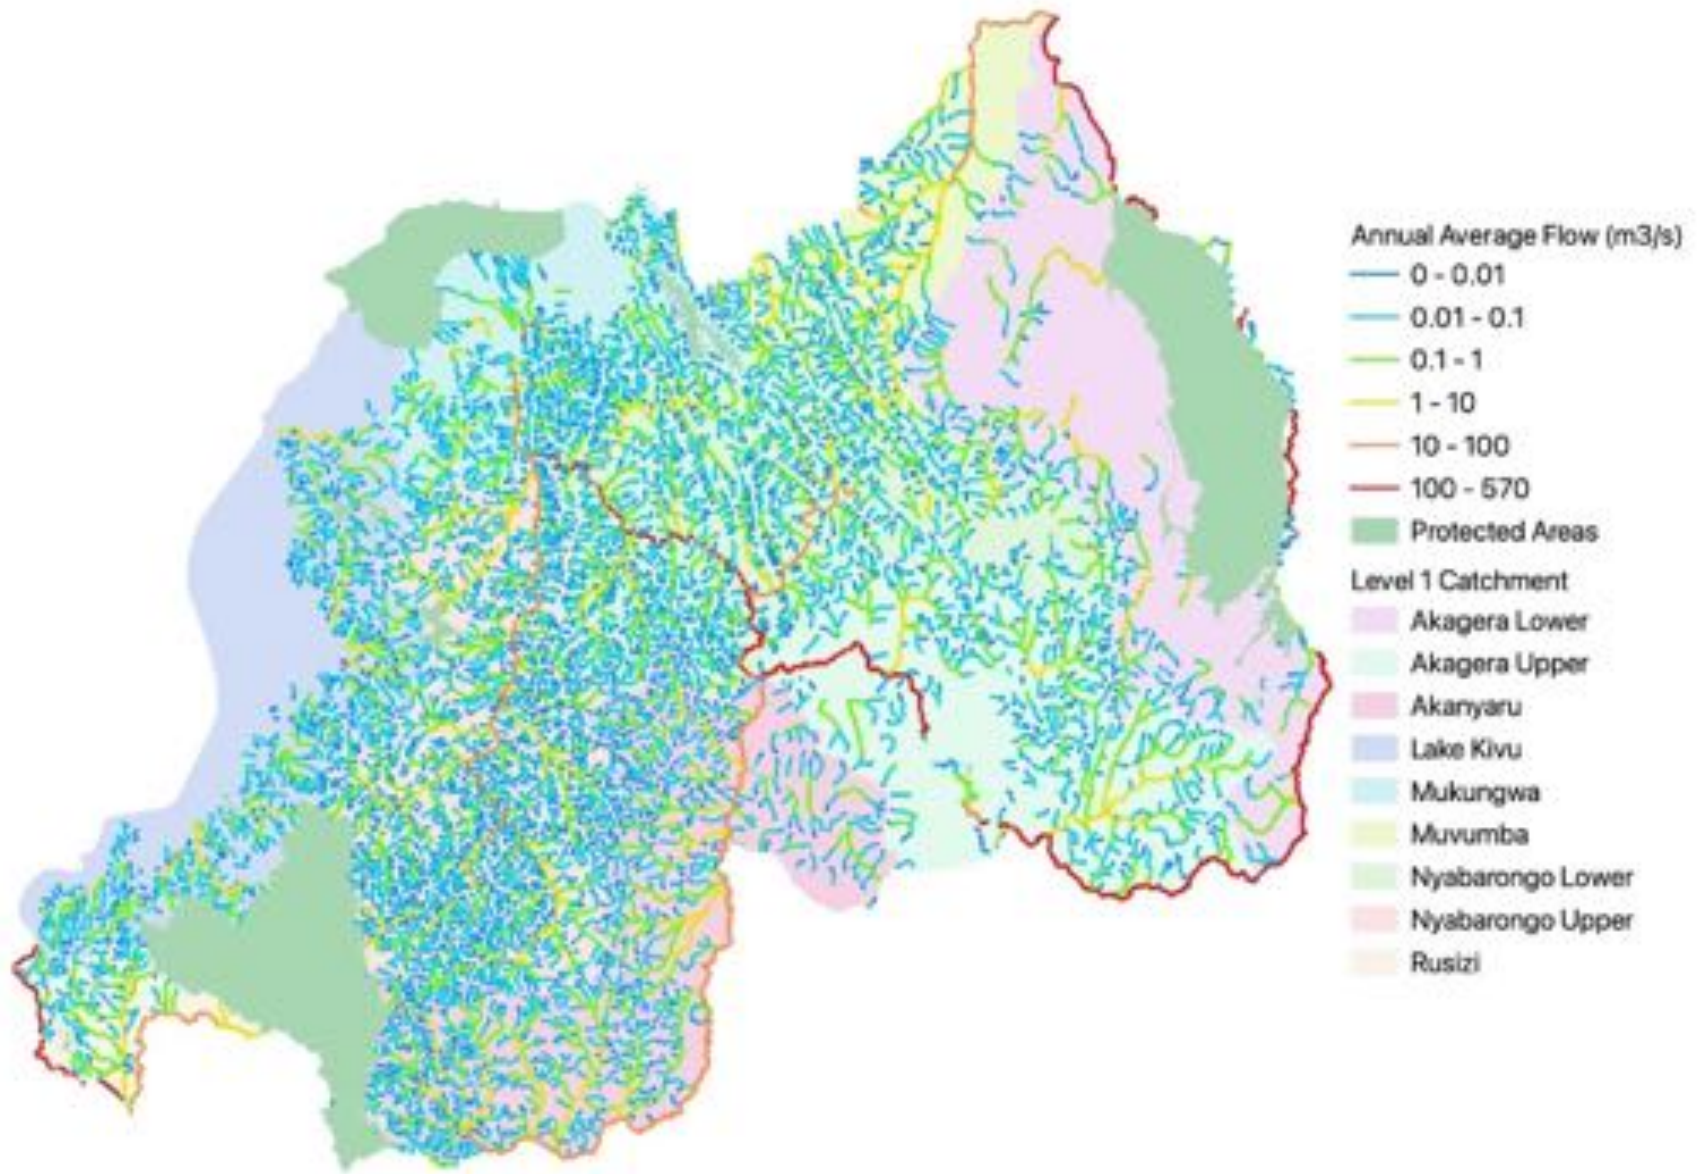 Annual Average Flow (m3/s)
0 - 0.01
0.01 - 0.1
0.1 - 1
1 - 10
10 - 100
100 - 570
Protected Areas
Level 1 Catchment
Akagera Lower
Akagera Upper
Akanyaru
Lake Kivu
Mukungwa
Muvumba
Nyabarongo Lower
Nyabarongo Upper
Rusizi